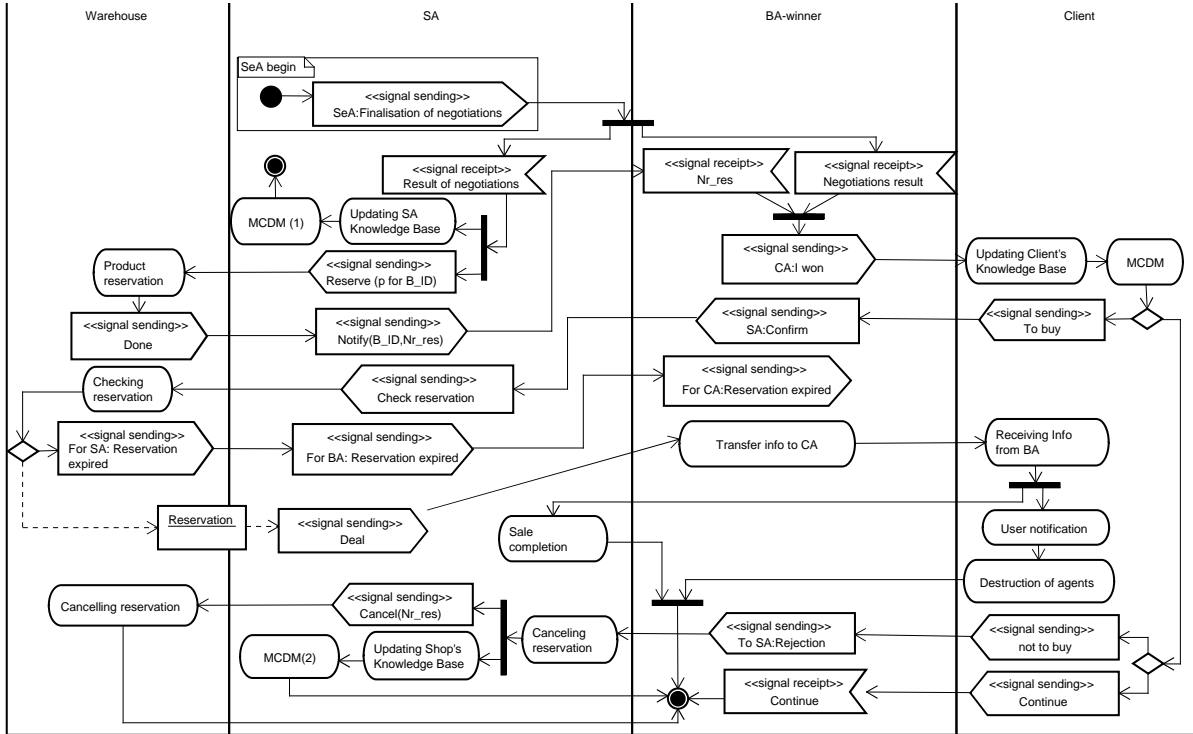 Warehouse
SA
BA-winner
Client
SeA begin
<<signal sending>>
SeA:Finalisation of negotiations
<<signal receipt>>
Result of negotiations
<<signal receipt>>
Nr_res
<<signal receipt>>
Negotiations result
MCDM (1)
Updating SA
Knowledge Base
<<signal sending>>
CA:I won
Updating Client's
Knowledge Base
MCDM
Product
reservation
<<signal sending>>
Reserve (p for B_ID)
<<signal sending>>
Done
<<signal sending>>
Notify(B_ID,Nr_res)
<<signal sending>>
SA:Confirm
<<signal sending>>
To buy
Checking
reservation
<<signal sending>>
Check reservation
<<signal sending>>
For CA:Reservation expired
<<signal sending>>
For SA: Reservation
expired
<<signal sending>>
For BA: Reservation expired
Transfer info to CA
Receiving Info
from BA
Reservation
<<signal sending>>
Deal
Sale
completion
User notification
Destruction of agents
Cancelling reservation
<<signal sending>>
Cancel(Nr_res)
Canceling
reservation
<<signal sending>>
To SA:Rejection
<<signal sending>>
not to buy
MCDM(2)
Updating Shop's
Knowledge Base
<<signal receipt>>
Continue
<<signal sending>>
Continue